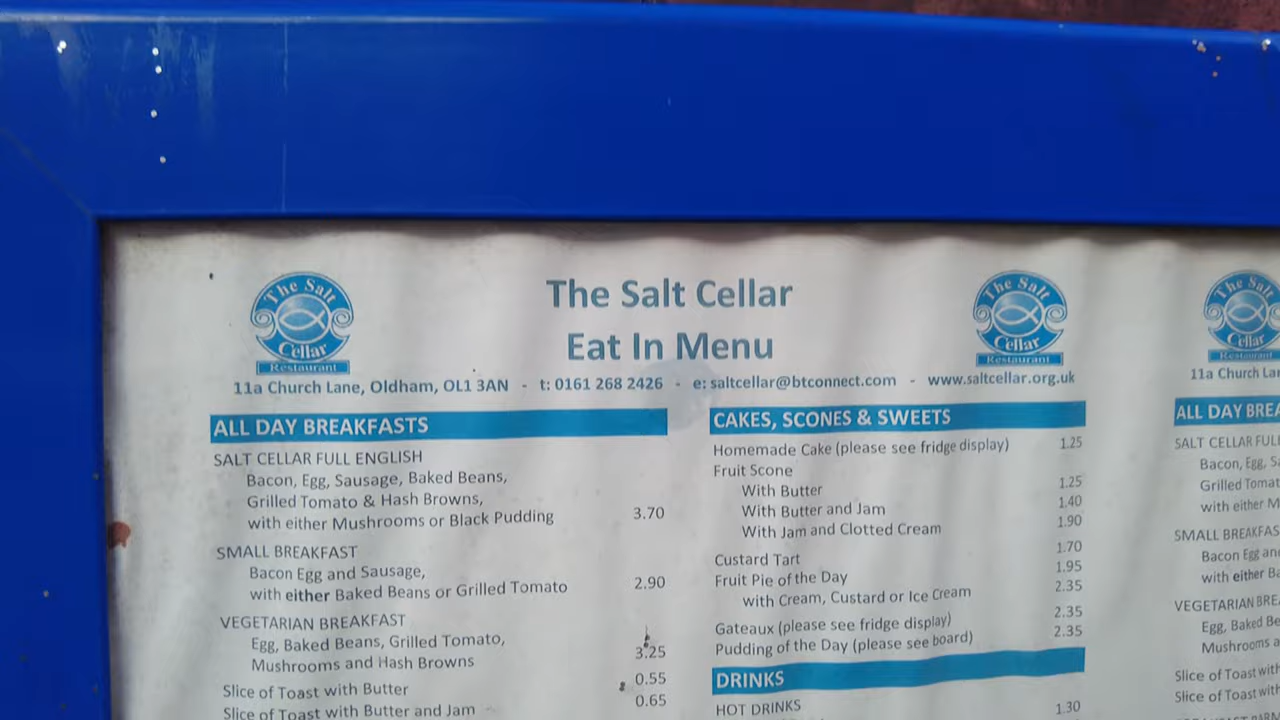 The Salt
Cellar
Restaurant
The Salt Cellar
Eat In Menu
The Salt
Cellar
Restaurant
11a Church Lane, Oldham, OL1 3AN - t: 0161 268 2426 - e: saltcellar@btconnect.com - www.saltcellar.org.uk
ALL DAY BREAKFASTS
SALT CELLAR FULL ENGLISH
Bacon, Egg, Sausage, Baked Beans,
Grilled Tomato & Hash Browns,
with either Mushrooms or Black Pudding 3.70
SMALL BREAKFAST
Bacon Egg and Sausage,
with either Baked Beans or Grilled Tomato 2.90
VEGETARIAN BREAKFAST
Egg, Baked Beans, Grilled Tomato,
Mushrooms and Hash Browns 3.25
Slice of Toast with Butter 0.55
Slice of Toast with Butter and Jam 0.65
CAKES, SCONES & SWEETS
Homemade Cake (please see fridge display) 1.25
Fruit Scone
With Butter 1.25
With Butter and Jam 1.40
With Jam and Clotted Cream 1.90
Custard Tart 1.70
Fruit Pie of the Day 1.95
with Cream, Custard or Ice Cream 2.35
Gateaux (please see fridge display) 2.35
Pudding of the Day (please see board) 2.35
DRINKS
HOT DRINKS 1.30
The Salt
Cellar
Restaurant
11a Church
ALL DAY
SALT CELLAR
Bacon, Egg,
Grilled
with either
SMALL
Bacon Egg
with either
VEGETARIAN
Egg, Baked
Mushrooms
Slice of Toast with
Slice of Toast with